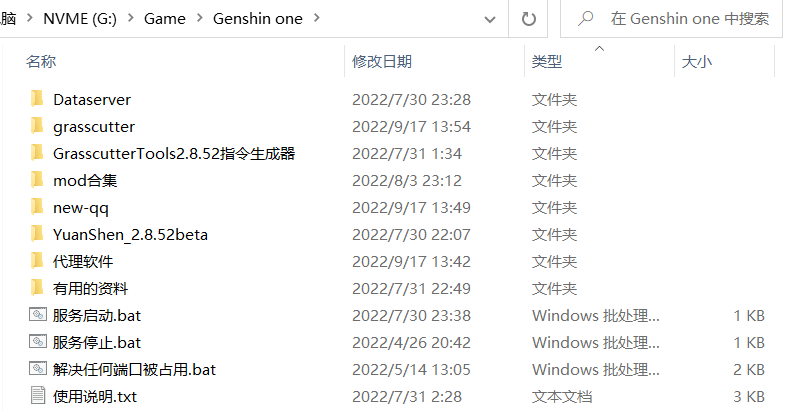 脑 > NVME (G:) > Game > Genshin one > 在 Genshin one 中搜索
名称 修改日期 类型 大小
Dataserver 2022/7/30 23:28 文件夹
grasscutter 2022/9/17 13:54 文件夹
GrasscutterTools2.8.52指令生成器 2022/7/31 1:34 文件夹
mod合集 2022/8/3 23:12 文件夹
new-qq 2022/9/17 13:49 文件夹
YuanShen_2.8.52beta 2022/7/30 22:07 文件夹
代理软件 2022/9/17 13:42 文件夹
有用的资料 2022/7/31 22:49 文件夹
服务启动.bat 2022/7/30 23:38 Windows 批处理... 1 KB
服务停止.bat 2022/4/26 20:42 Windows 批处理... 1 KB
解决任何端口被占用.bat 2022/5/14 13:05 Windows 批处理... 2 KB
使用说明.txt 2022/7/31 2:28 文本文档 3 KB